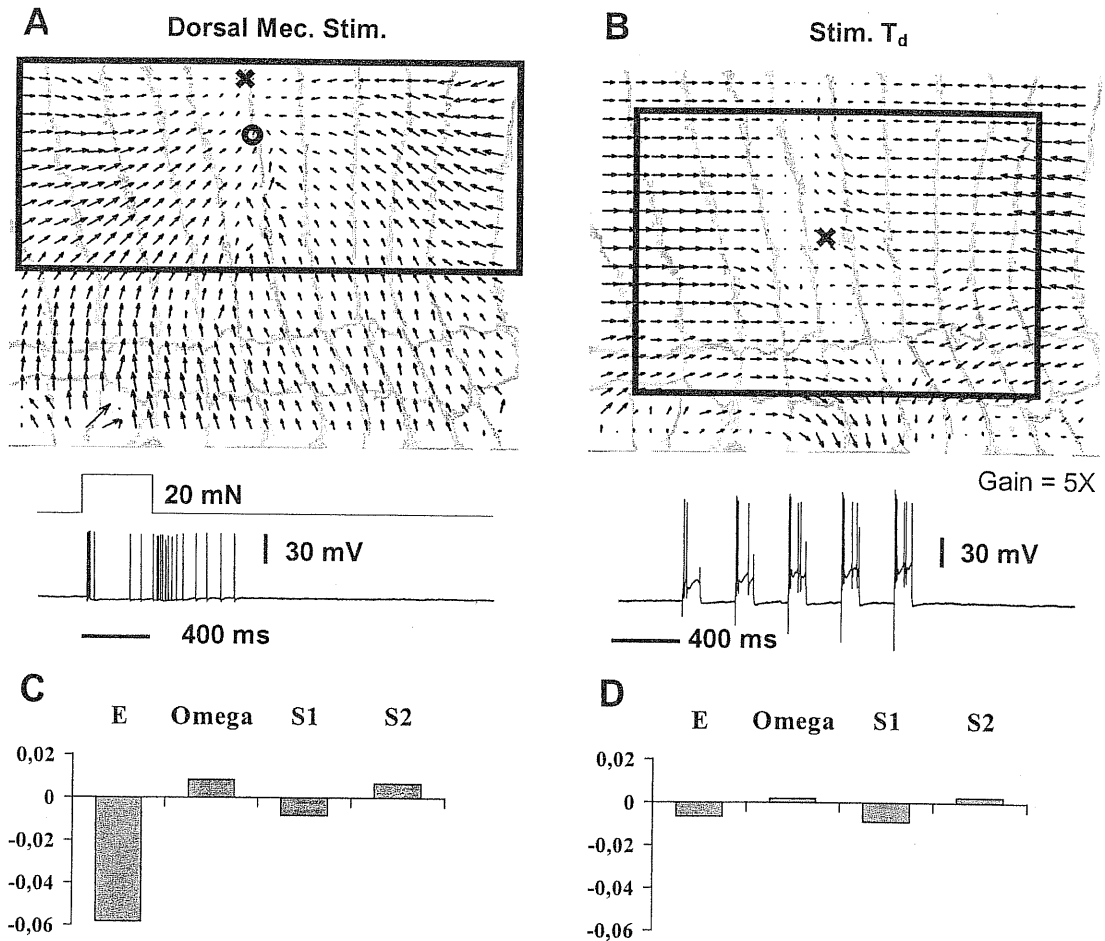 A
Dorsal Mec. Stim.
B
Stim. Td
20 mN
30 mV
400 ms
Gain = 5X
30 mV
400 ms
C
E Omega S1 S2
0,02
0
-0,02
-0,04
-0,06
D
E Omega S1 S2
0,02
0
-0,02
-0,04
-0,06